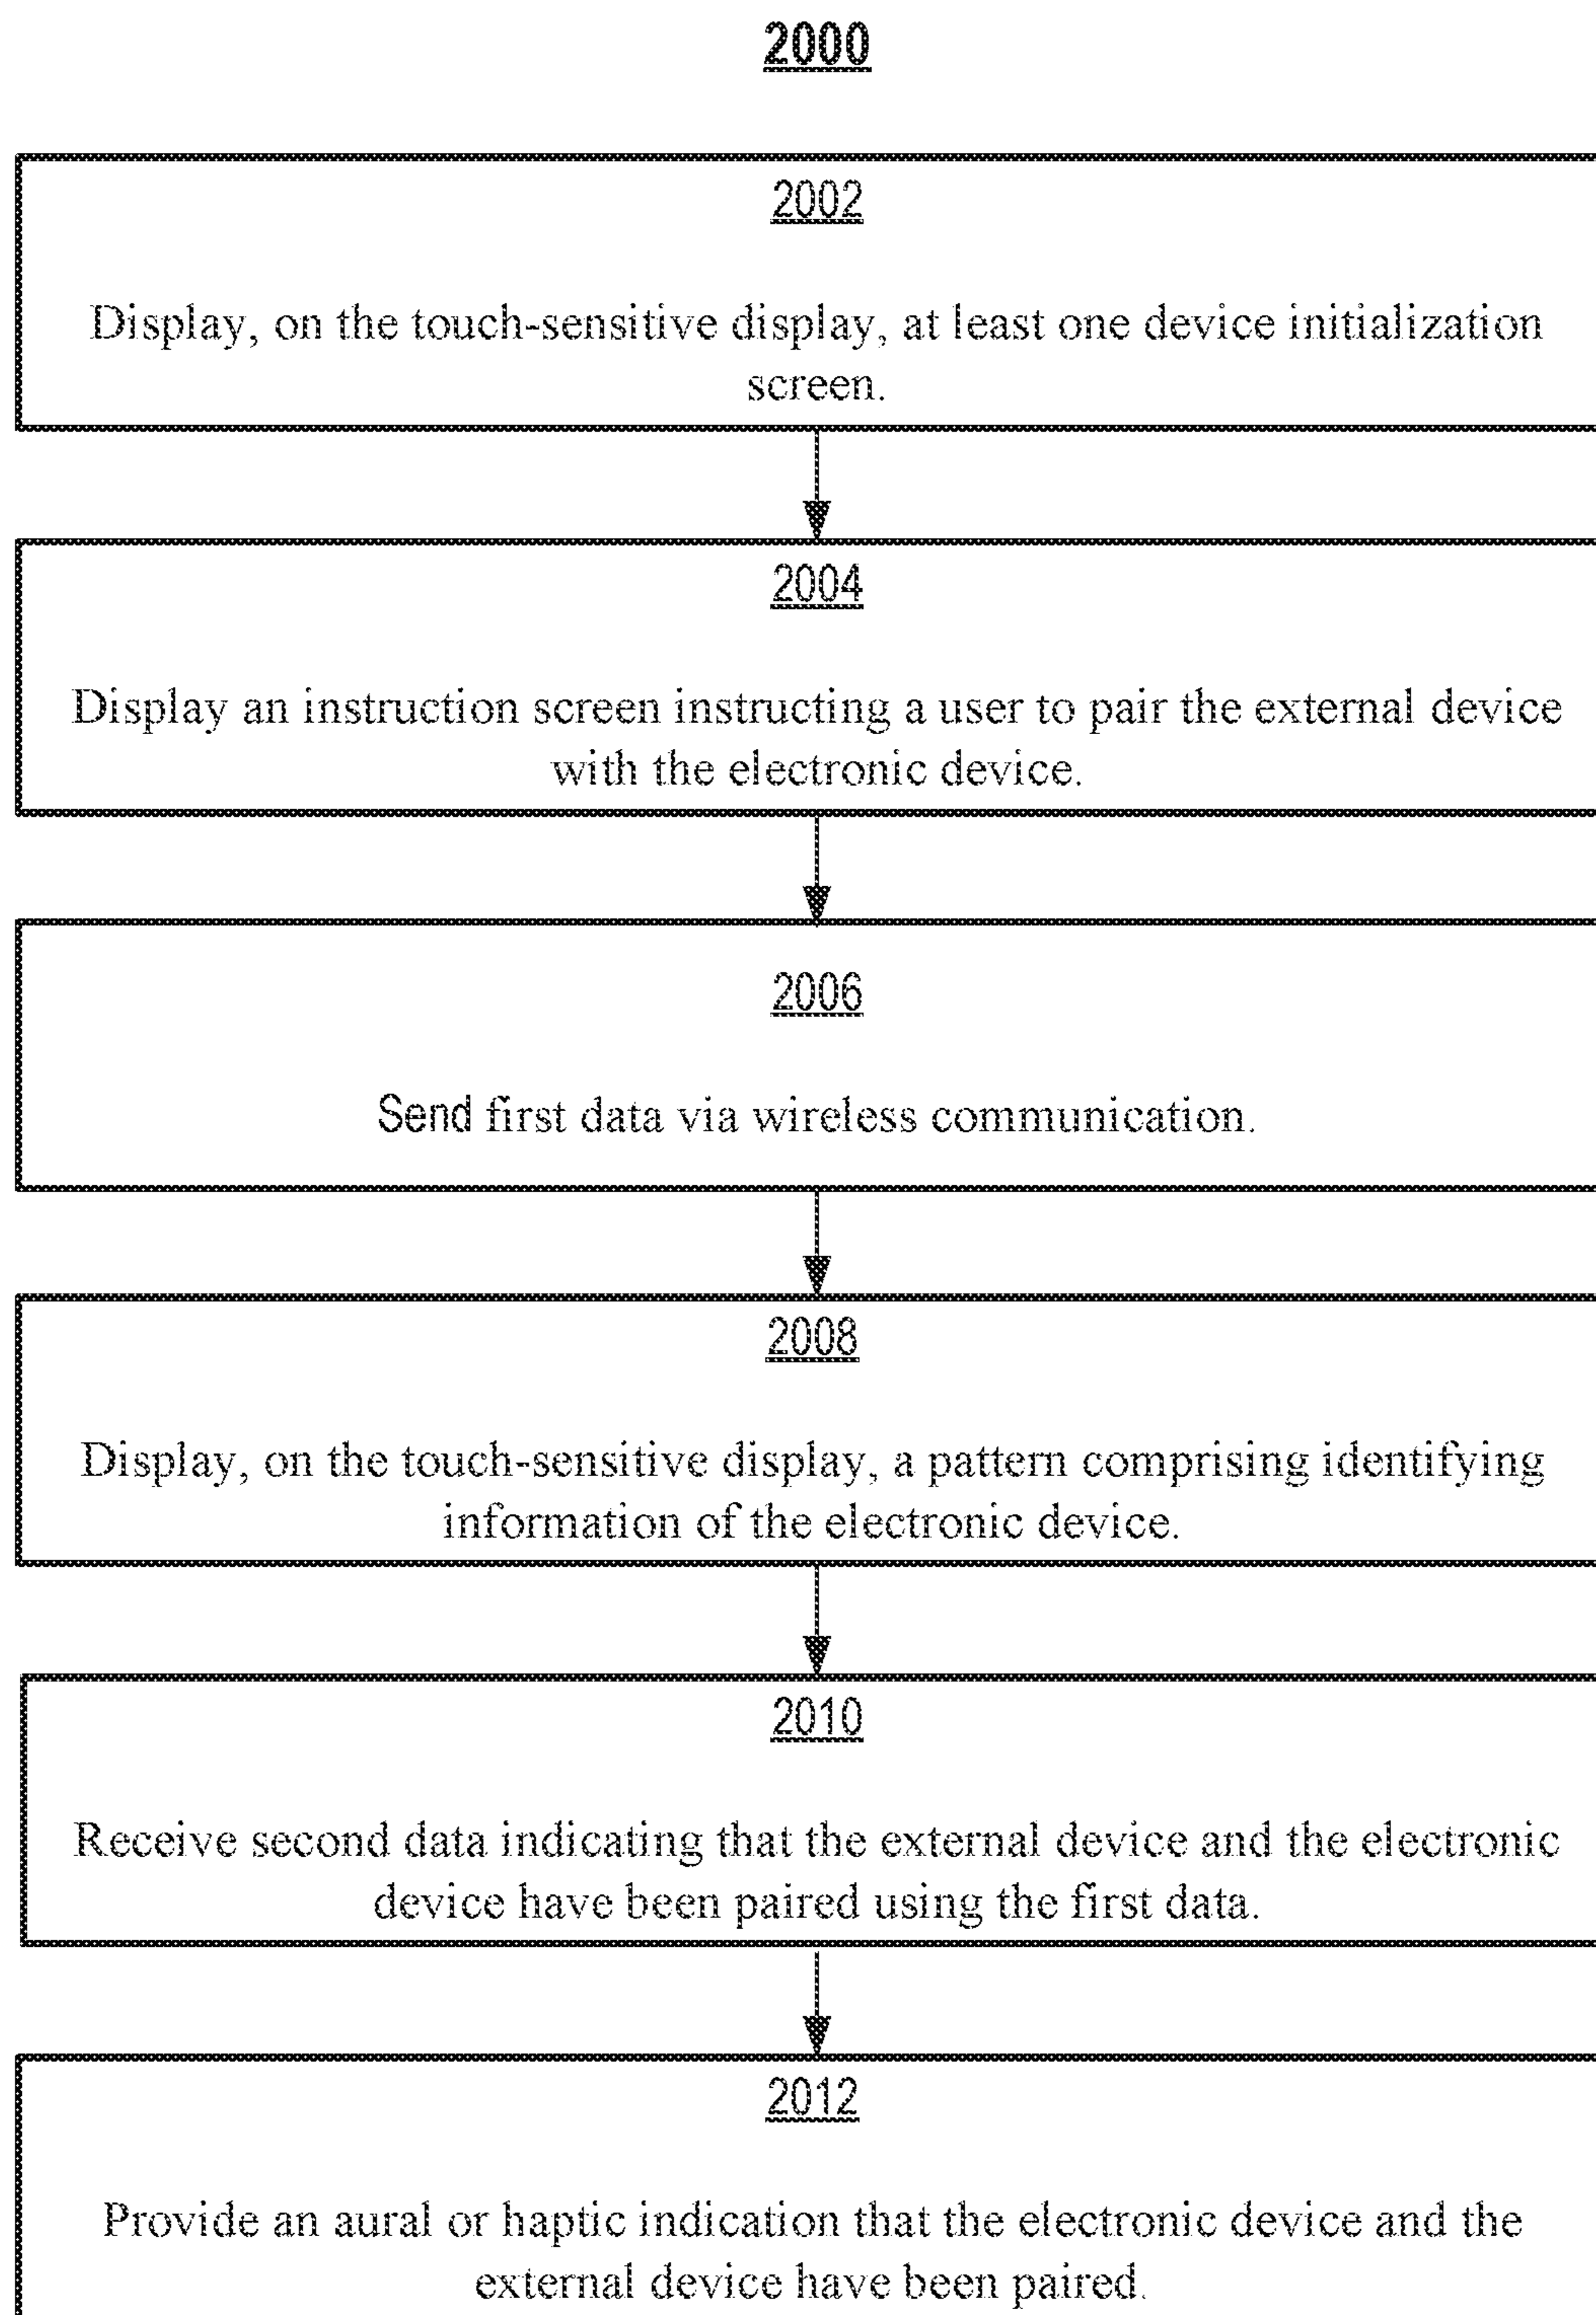 2000
2002
Display, on the touch-sensitive display, at least one device initialization
screen.
2004
Display an instruction screen instructing a user to pair the external device
with the electronic device.
2006
Send first data via wireless communication.
2008
Display, on the touch-sensitive display, a pattern comprising identifying
information of the electronic device.
2010
Receive second data indicating that the external device and the electronic
device have been paired using the first data.
2012
Provide an aural or haptic indication that the electronic device and the
external device have been paired.